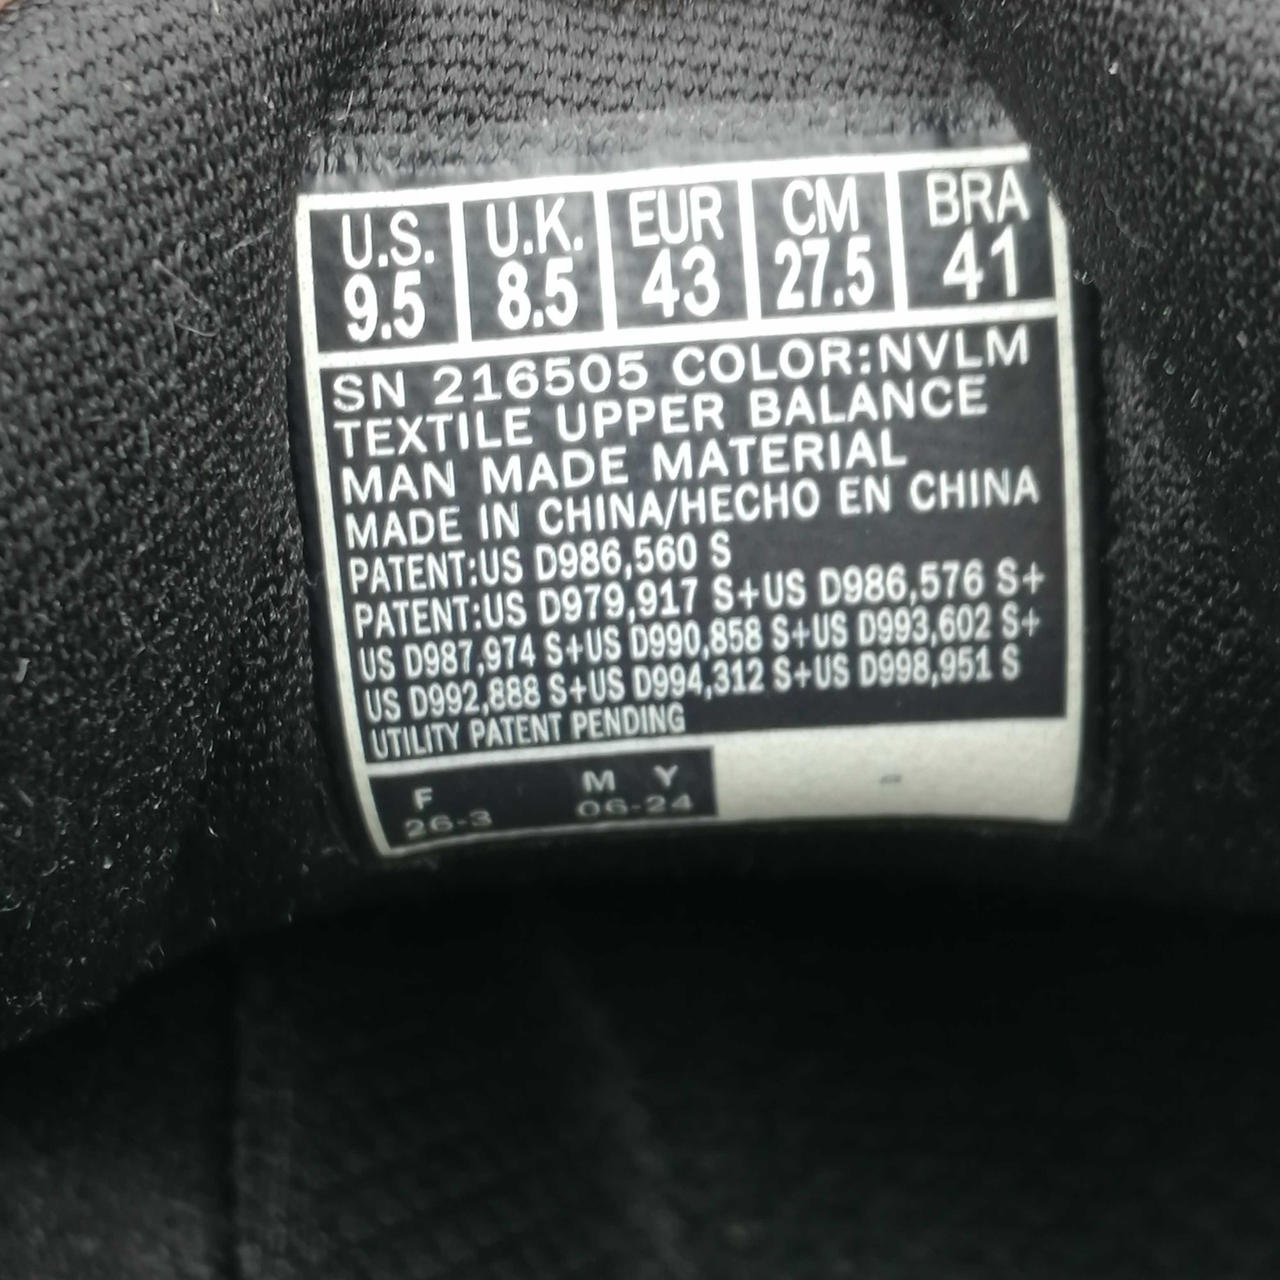 U.S. U.K. EUR CM BRA
9.5 8.5 43 27.5 41
SN 216505 COLOR:NVLM
TEXTILE UPPER BALANCE
MAN MADE MATERIAL
MADE IN CHINA/HECHO EN CHINA
PATENT:US D986,560 S
PATENT:US D979,917 S+US D986,576 S+
US D987,974 S+US D990,858 S+US D993,602 S+
US D992,888 S+US D994,312 S+US D998,951 S
UTILITY PATENT PENDING
F M Y
26-3 06-24